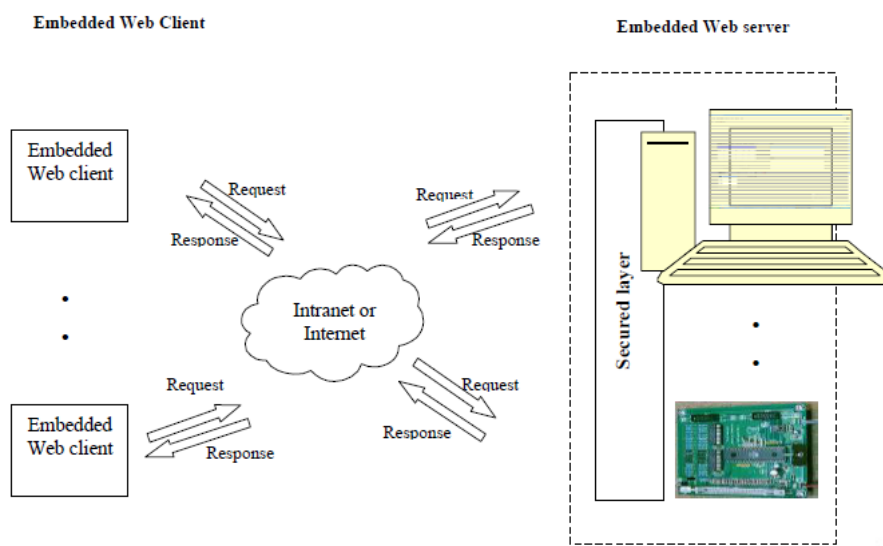 Embedded Web Client
Embedded Web server
Embedded
Web client
Request
Response
Request
Response
Intranet or
Internet
Secured layer
Request
Response
Request
Response
Embedded
Web client